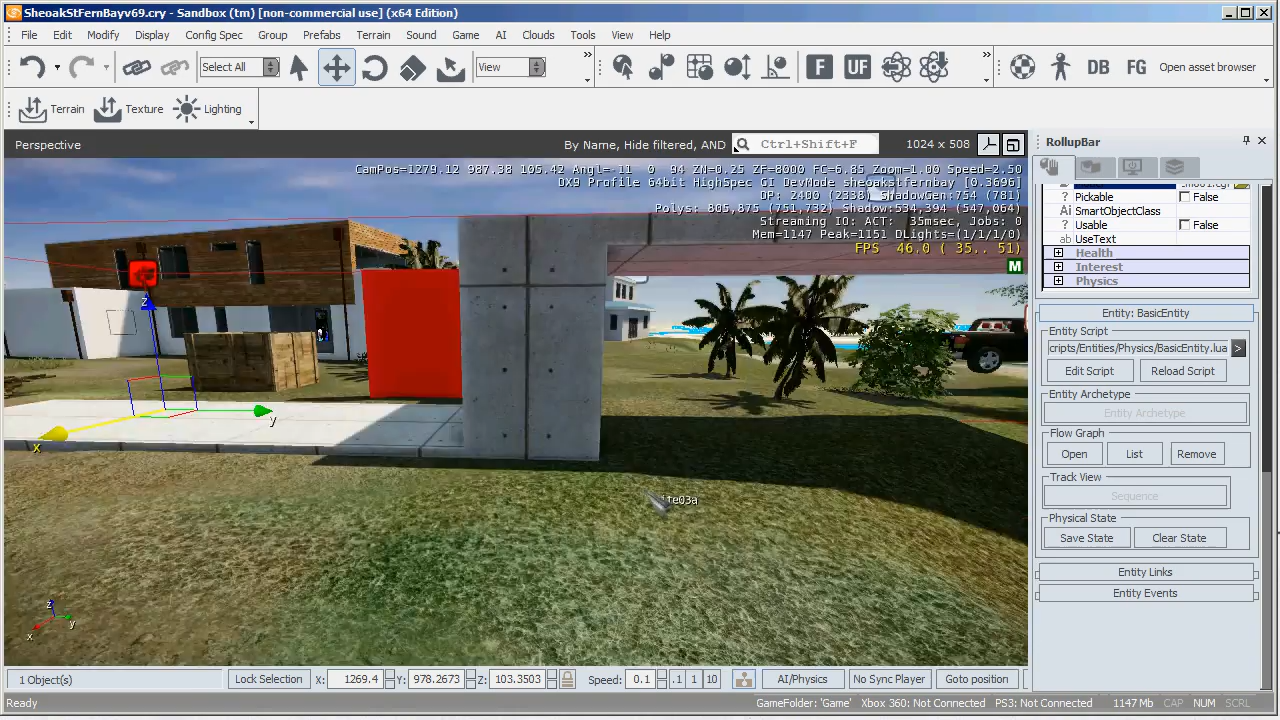 SheoakStFernBayv69.cry - Sandbox (tm) [non-commercial use] (x64 Edition)
File Edit Modify Display Config Spec Group Prefabs Terrain Sound Game AI Clouds Tools View Help
Select All View » F UF » DB FG Open asset browser
Terrain Texture Lighting
Perspective By Name, Hide filtered, AND Ctrl+Shift+F 1024 x 508
RollupBar
CamPos=1279.12 987.38 105.42 Angl=-11 0 94 ZN=0.25 ZF=8000 FC=6.85 Zoom=1.00 Speed=2.50
DX9 Profile 64bit HighSpec GI DevMode sheoakstfernbay [0.3696]
DP: 2400 (2338) ShadowGen:754 (781)
Polys: 805,875 (751,732) Shadow:534,394 (547,064)
Streaming IO: ACT: 35msec, Jobs: 0
Mem=1147 Peak=1151 DLights=(1/1/1/0)
FPS 46.0 ( 35.. 51)
M
z
y
x
z
y
x
? Pickable False
Ai SmartObjectClass
? Usable False
ab UseText
Health
Interest
Physics
Entity: BasicEntity
Entity Script
cripts/Entities/Physics/BasicEntity.lua >
Edit Script Reload Script
Entity Archetype
Entity Archetype
Flow Graph
Open List Remove
Track View
Sequence
Physical State
Save State Clear State
Entity Links
Entity Events
1 Object(s) Lock Selection X: 1269.4 Y: 978.2673 Z: 103.3503 Speed: 0.1 .1 1 10 AI/Physics No Sync Player Goto position
Ready GameFolder: 'Game' Xbox 360: Not Connected PS3: Not Connected 1147 Mb CAP NUM SCRL